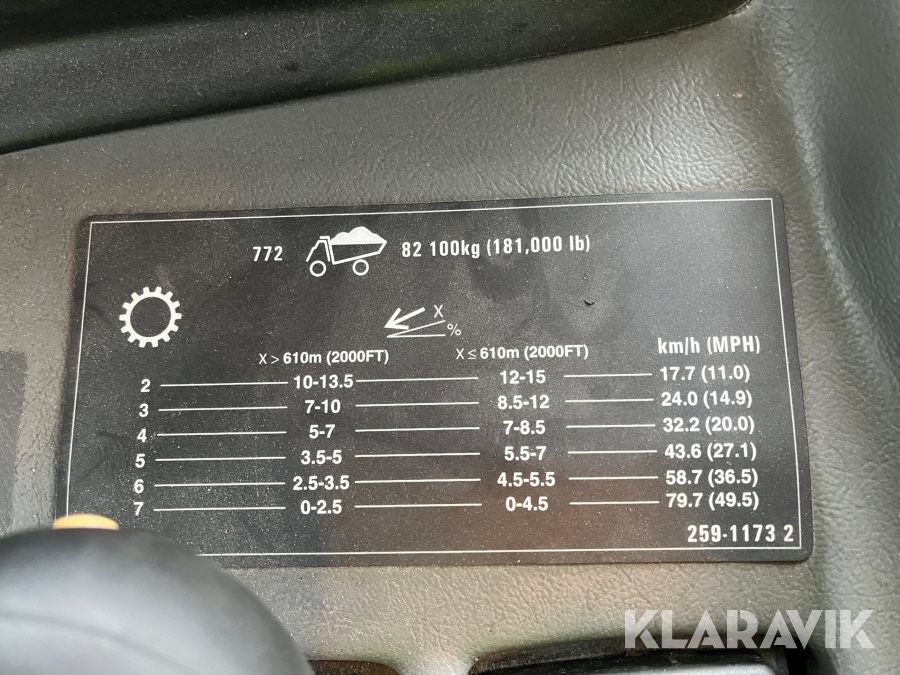 772 82 100kg (181,000 lb)
X
%
X > 610m (2000FT) X ≤ 610m (2000FT) km/h (MPH)
2 10-13.5 12-15 17.7 (11.0)
3 7-10 8.5-12 24.0 (14.9)
4 5-7 7-8.5 32.2 (20.0)
5 3.5-5 5.5-7 43.6 (27.1)
6 2.5-3.5 4.5-5.5 58.7 (36.5)
7 0-2.5 0-4.5 79.7 (49.5)
259-1173 2
KLARAVIK